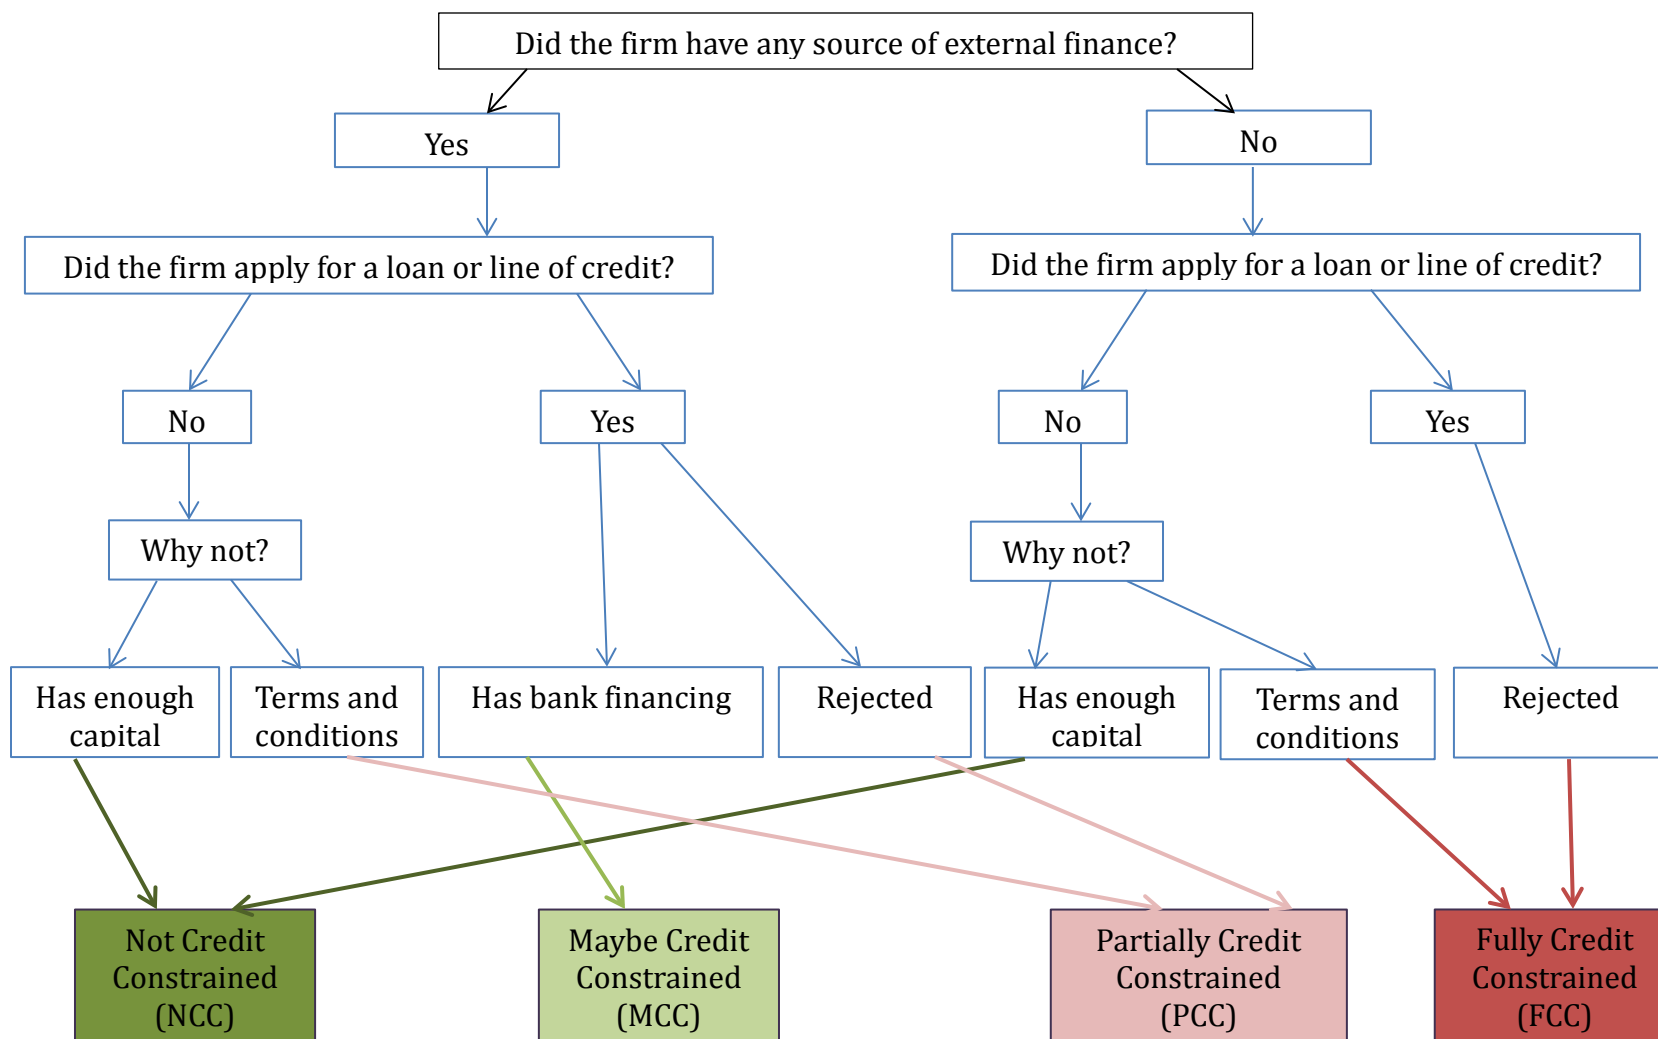 Did the firm have any source of external finance?
Yes
No
Did the firm apply for a loan or line of credit?
Did the firm apply for a loan or line of credit?
No
Yes
No
Yes
Why not?
Why not?
Has enough
capital
Terms and
conditions
Has bank financing
Rejected
Has enough
capital
Terms and
conditions
Rejected
Not Credit
Constrained
(NCC)
Maybe Credit
Constrained
(MCC)
Partially Credit
Constrained
(PCC)
Fully Credit
Constrained
(FCC)